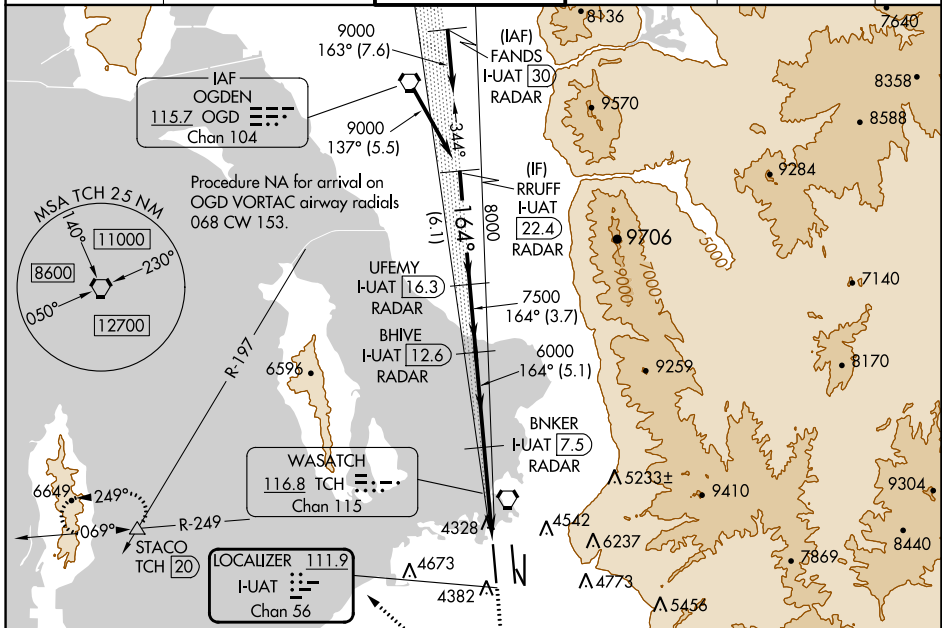 9000
163° (7.6)
(IAF)
FANDS
I-UAT 30
RADAR
8136
7640
8358
8588
9570
9284
IAF
OGDEN
115.7 OGD
Chan 104
9000
137° (5.5)
344°
(IF)
RRUFF
I-UAT
22.4
RADAR
Procedure NA for arrival on
OGD VORTAC airway radials
068 CW 153.
MSA TCH 25 NM
140°
11000
8600
230°
050°
12700
(6.1)
164°
8000
9706
5000
9000
7000
7140
UFEMY
I-UAT 16.3
RADAR
7500
164° (3.7)
BHIVE
I-UAT 12.6
RADAR
6000
164° (5.1)
R-197
6596
9259
8170
BNKER
I-UAT 7.5
RADAR
WASATCH
116.8 TCH
Chan 115
5233±
9410
9304
6649
249°
069°
R-249
STACO
TCH 20
4328
4542
6237
8440
7869
LOCALIZER 111.9
I-UAT
Chan 56
4673
4382
4773
5456